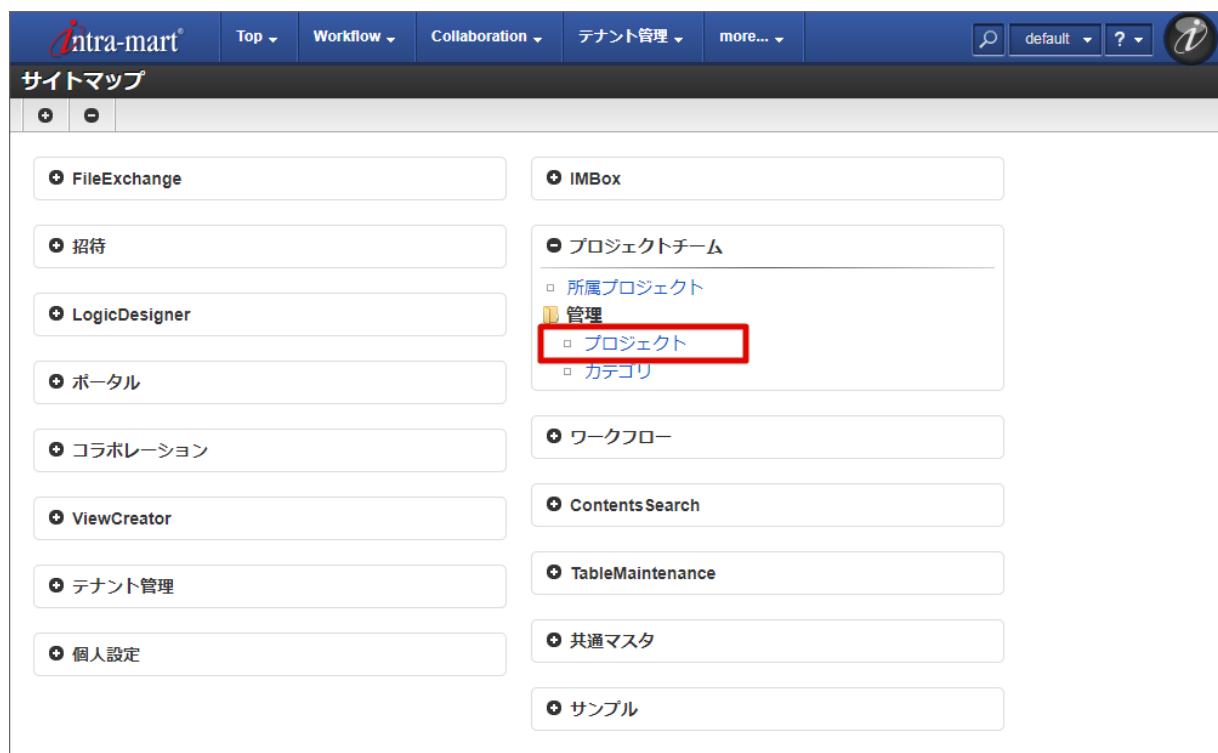 intra-mart®
Top
Workflow
Collaboration
テナント管理
more...
default
?
サイトマップ
FileExchange
招待
LogicDesigner
ポータル
コラボレーション
ViewCreator
テナント管理
個人設定
IMBox
プロジェクトチーム
所属プロジェクト
管理
プロジェクト
カテゴリ
ワークフロー
ContentsSearch
TableMaintenance
共通マスタ
サンプル